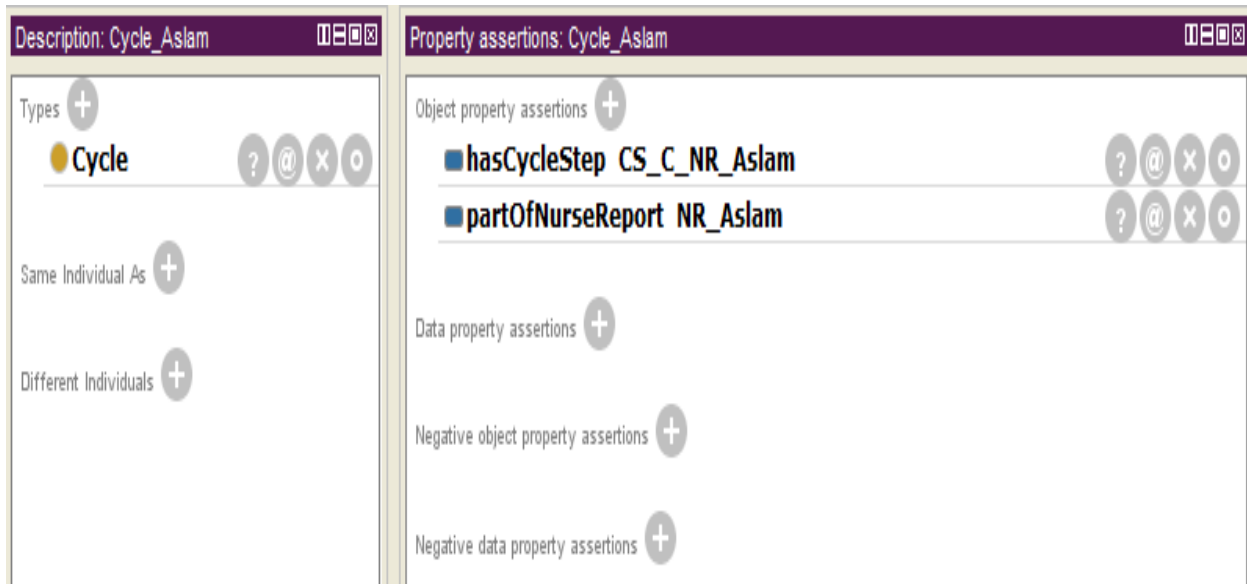 Description: Cycle_Aslam
Types
Cycle
Same Individual As
Different Individuals
Property assertions: Cycle_Aslam
Object property assertions
hasCycleStep CS_C_NR_Aslam
partOfNurseReport NR_Aslam
Data property assertions
Negative object property assertions
Negative data property assertions